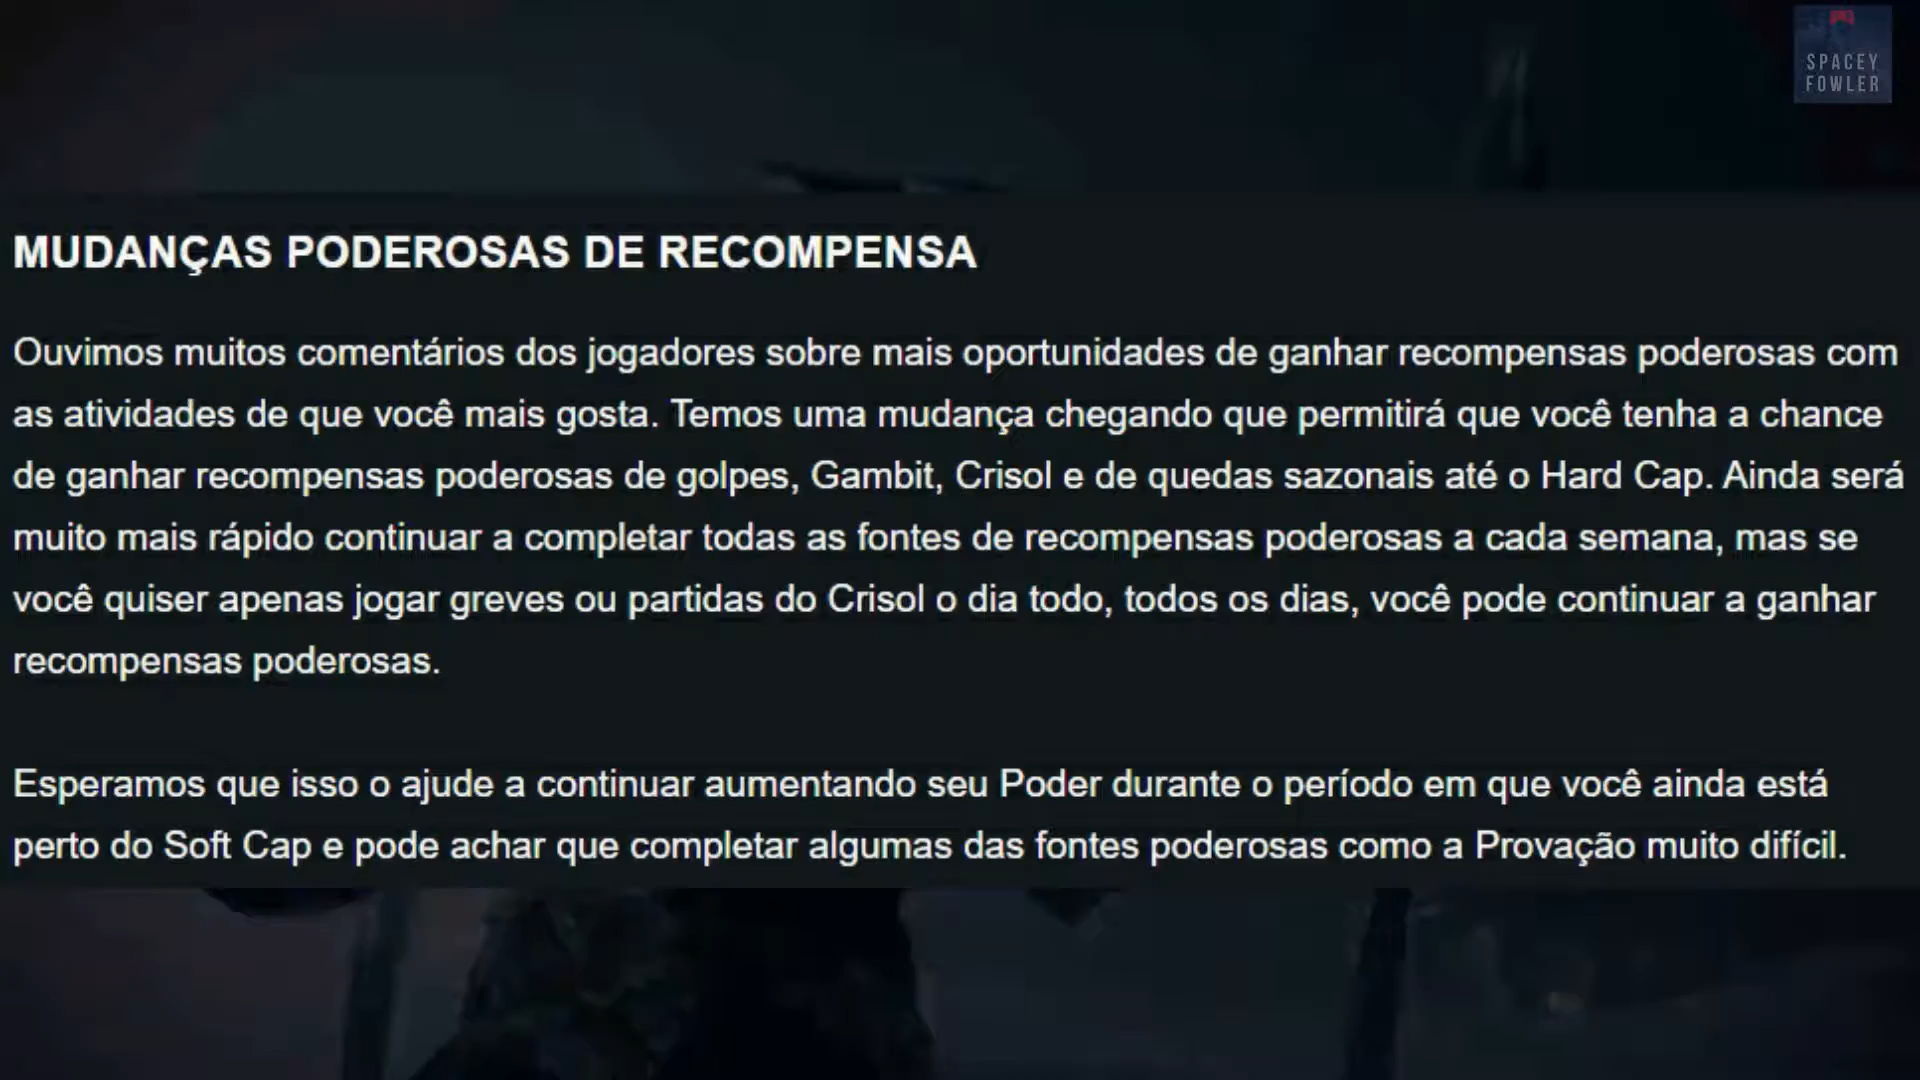 SPACEY
FOWLER
MUDANÇAS PODEROSAS DE RECOMPENSA
Ouvimos muitos comentários dos jogadores sobre mais oportunidades de ganhar recompensas poderosas com
as atividades de que você mais gosta. Temos uma mudança chegando que permitirá que você tenha a chance
de ganhar recompensas poderosas de golpes, Gambit, Crisol e de quedas sazonais até o Hard Cap. Ainda será
muito mais rápido continuar a completar todas as fontes de recompensas poderosas a cada semana, mas se
você quiser apenas jogar greves ou partidas do Crisol o dia todo, todos os dias, você pode continuar a ganhar
recompensas poderosas.
Esperamos que isso o ajude a continuar aumentando seu Poder durante o período em que você ainda está
perto do Soft Cap e pode achar que completar algumas das fontes poderosas como a Provação muito difícil.